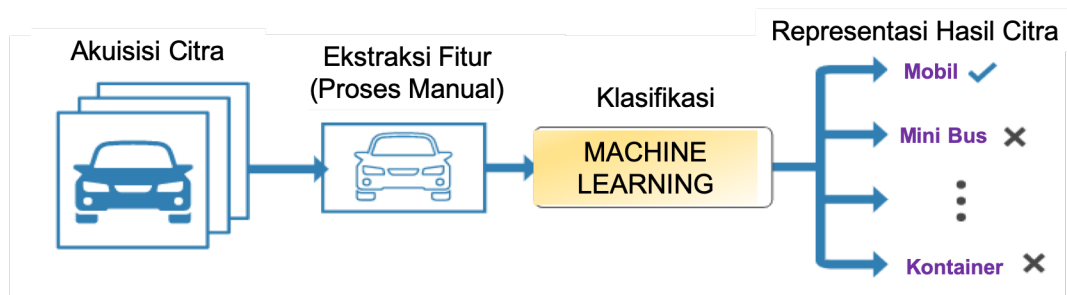 Akuisisi Citra
Ekstraksi Fitur
(Proses Manual)
Klasifikasi
MACHINE
LEARNING
Representasi Hasil Citra
Mobil
Mini Bus
Kontainer